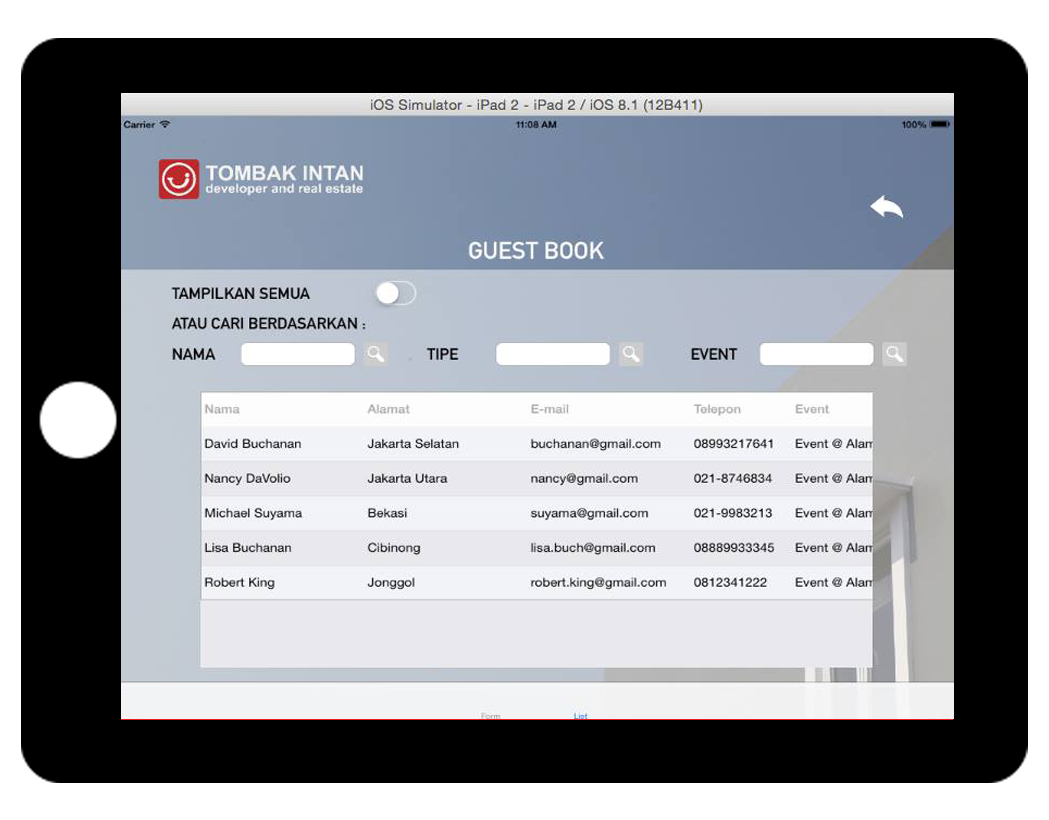 iOS Simulator - iPad 2 - iPad 2 / iOS 8.1 (12B411)
Carrier 11:08 AM 100%
TOMBAK INTAN
developer and real estate
GUEST BOOK
TAMPILKAN SEMUA
ATAU CARI BERDASARKAN :
NAMA TIPE EVENT
Nama Alamat E-mail Telepon Event
David Buchanan Jakarta Selatan buchanan@gmail.com 08993217641 Event @ Alam
Nancy DaVolio Jakarta Utara nancy@gmail.com 021-8746834 Event @ Alam
Michael Suyama Bekasi suyama@gmail.com 021-9983213 Event @ Alam
Lisa Buchanan Cibinong lisa.buch@gmail.com 08889933345 Event @ Alam
Robert King Jonggol robert.king@gmail.com 0812341222 Event @ Alam
Form List